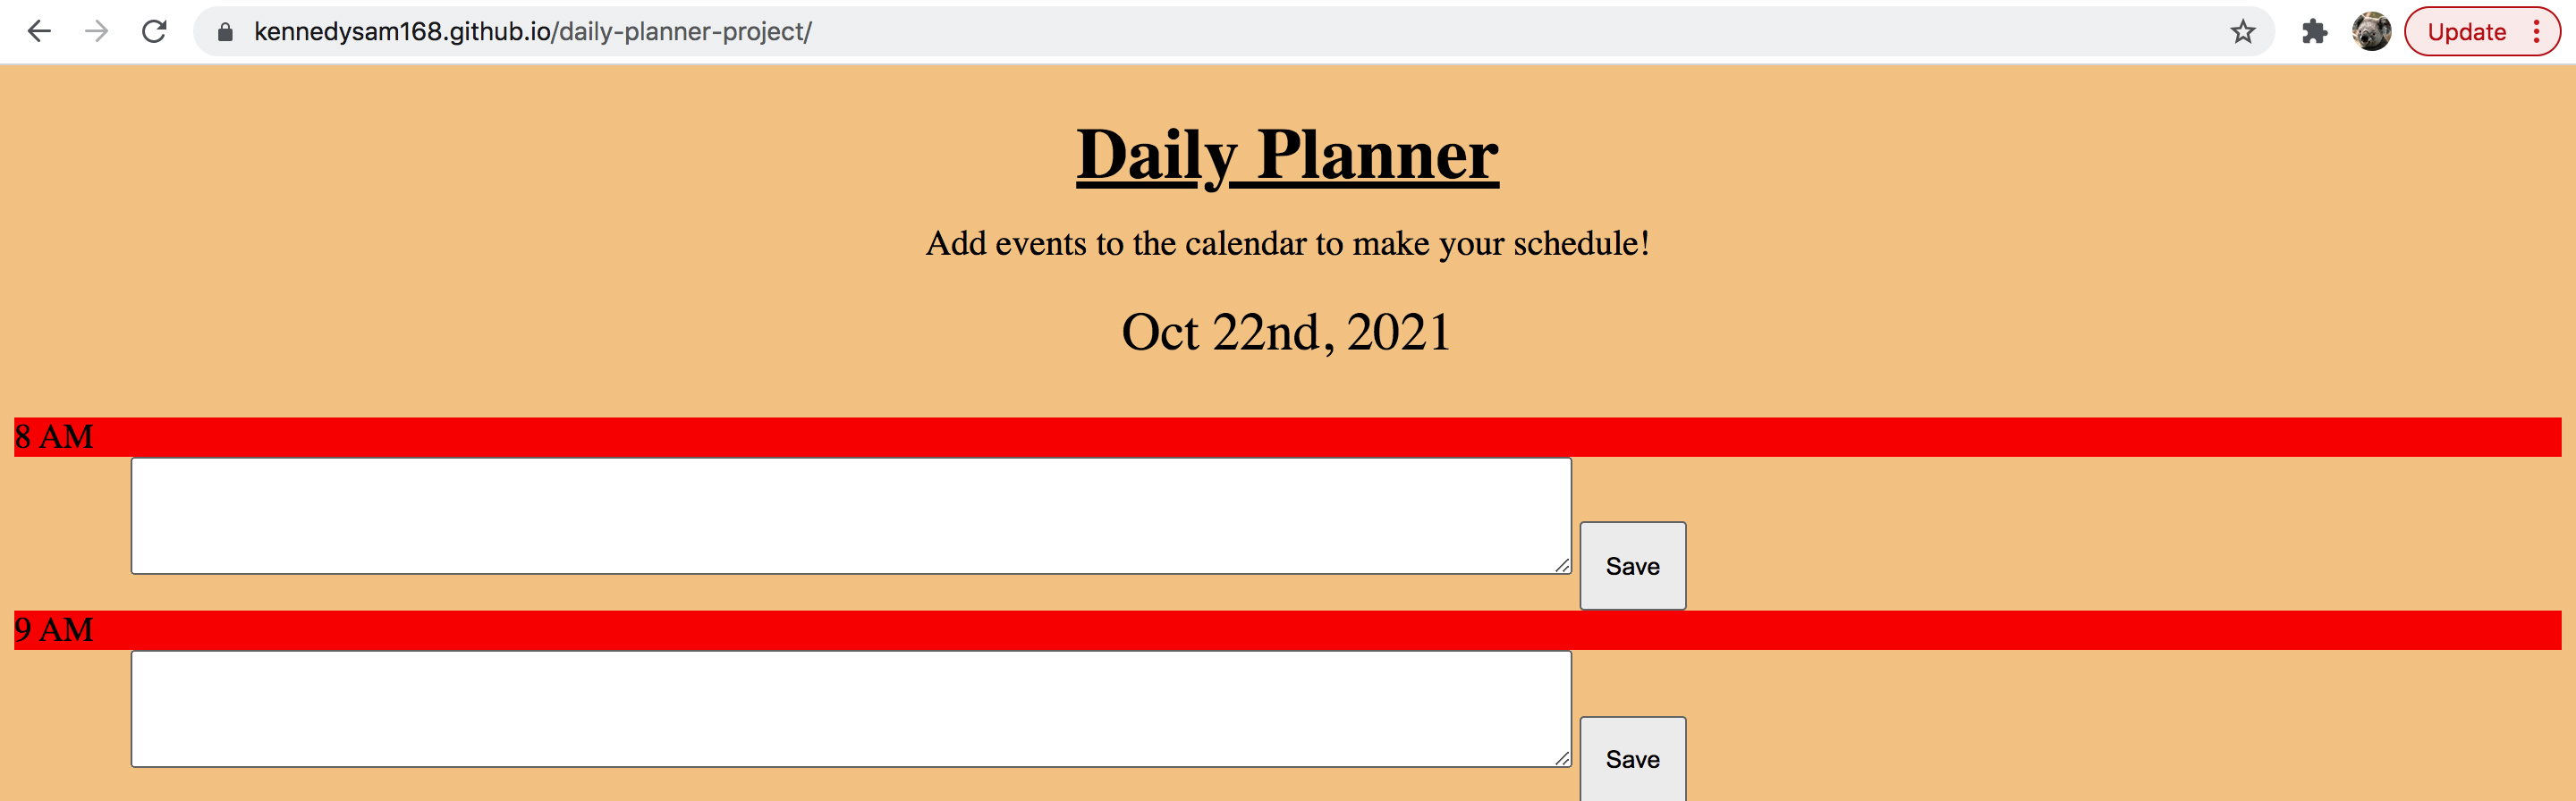 kennedysam168.github.io/daily-planner-project/
Update
Daily Planner
Add events to the calendar to make your schedule!
Oct 22nd, 2021
8 AM
Save
9 AM
Save